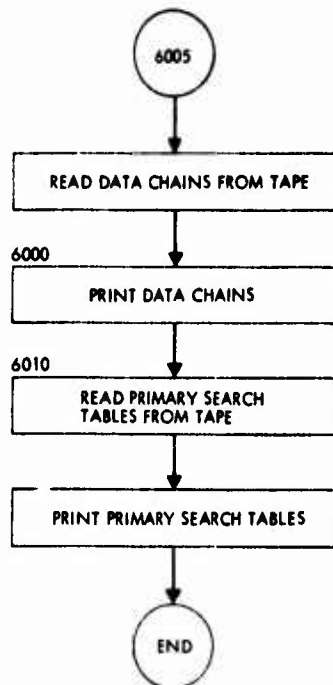 6005
READ DATA CHAINS FROM TAPE
6000
PRINT DATA CHAINS
6010
READ PRIMARY SEARCH
TABLES FROM TAPE
PRINT PRIMARY SEARCH TABLES
END